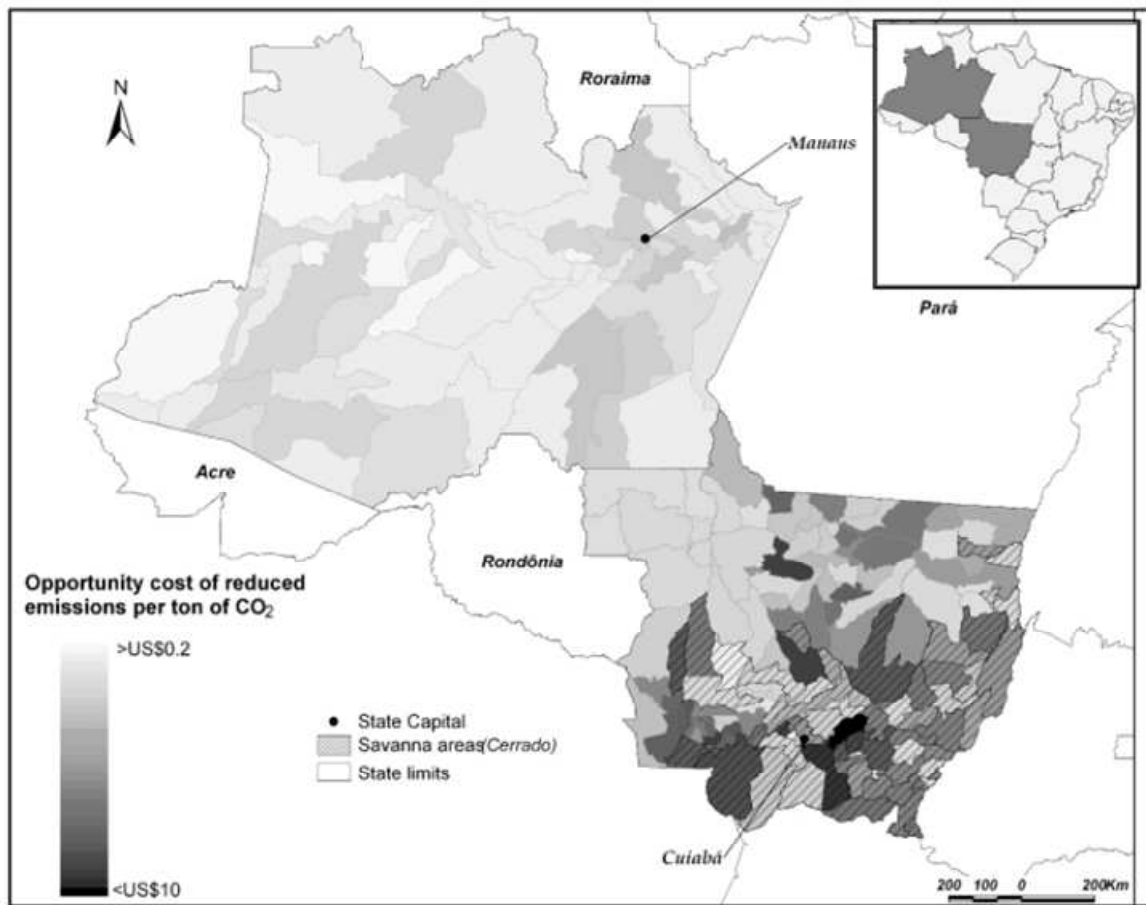 N
Roraima
Manaus
Pará
Acre
Rondônia
Opportunity cost of reduced
emissions per ton of CO2
>US$0.2
<US$10
State Capital
Savanna areas(Cerrado)
State limits
Cuiabá
200 100 0 200Km